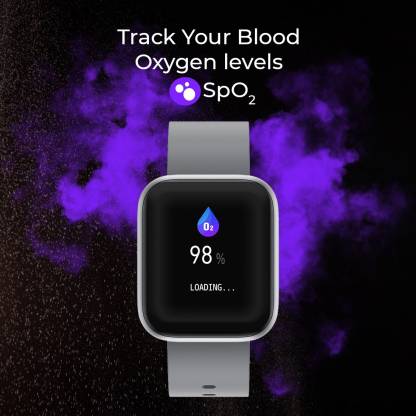 Track Your Blood
Oxygen levels
SpO₂
O₂
98 %
LOADING...